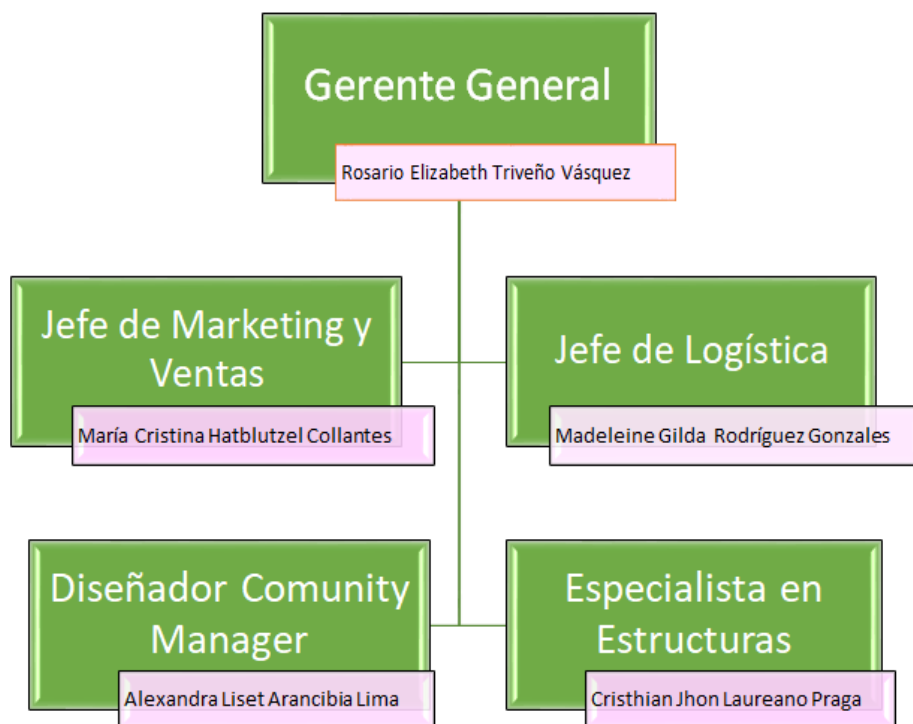 Gerente General
Rosario Elizabeth Triveño Vásquez
Jefe de Marketing y
Ventas
María Cristina Hatblutzel Collantes
Jefe de Logística
Madeleine Gilda Rodríguez Gonzales
Diseñador Comunity
Manager
Alexandra Liset Arancibia Lima
Especialista en
Estructuras
Cristhian Jhon Laureano Praga